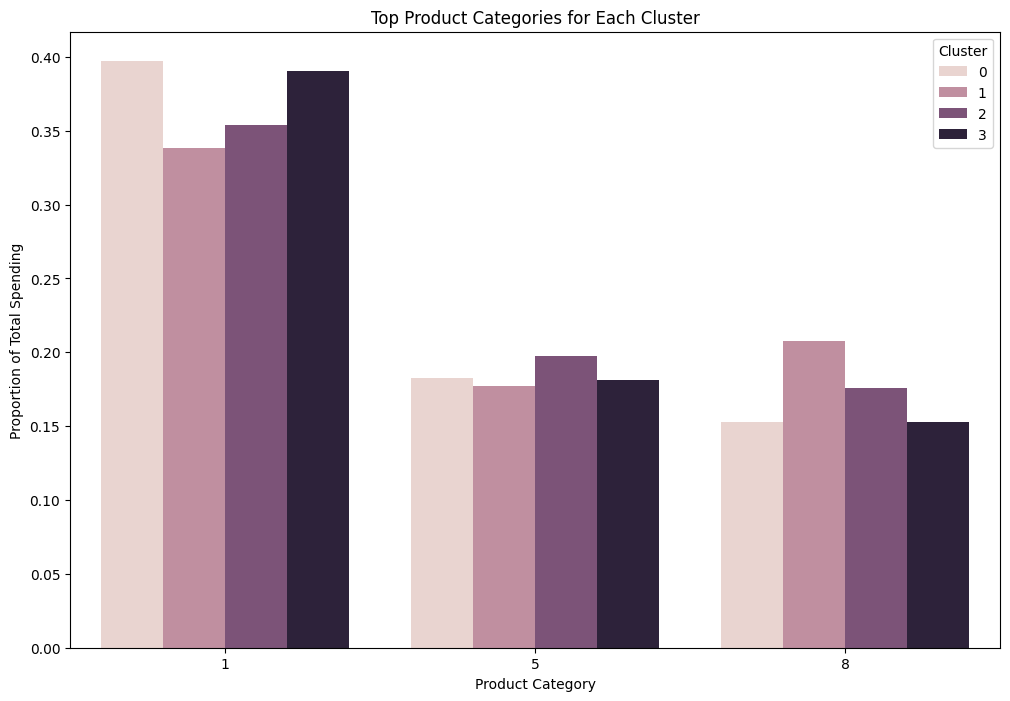 Top Product Categories for Each Cluster
Cluster
0
1
2
3
0.40
0.35
0.30
0.25
0.20
0.15
0.10
0.05
0.00
Proportion of Total Spending
1 5 8
Product Category